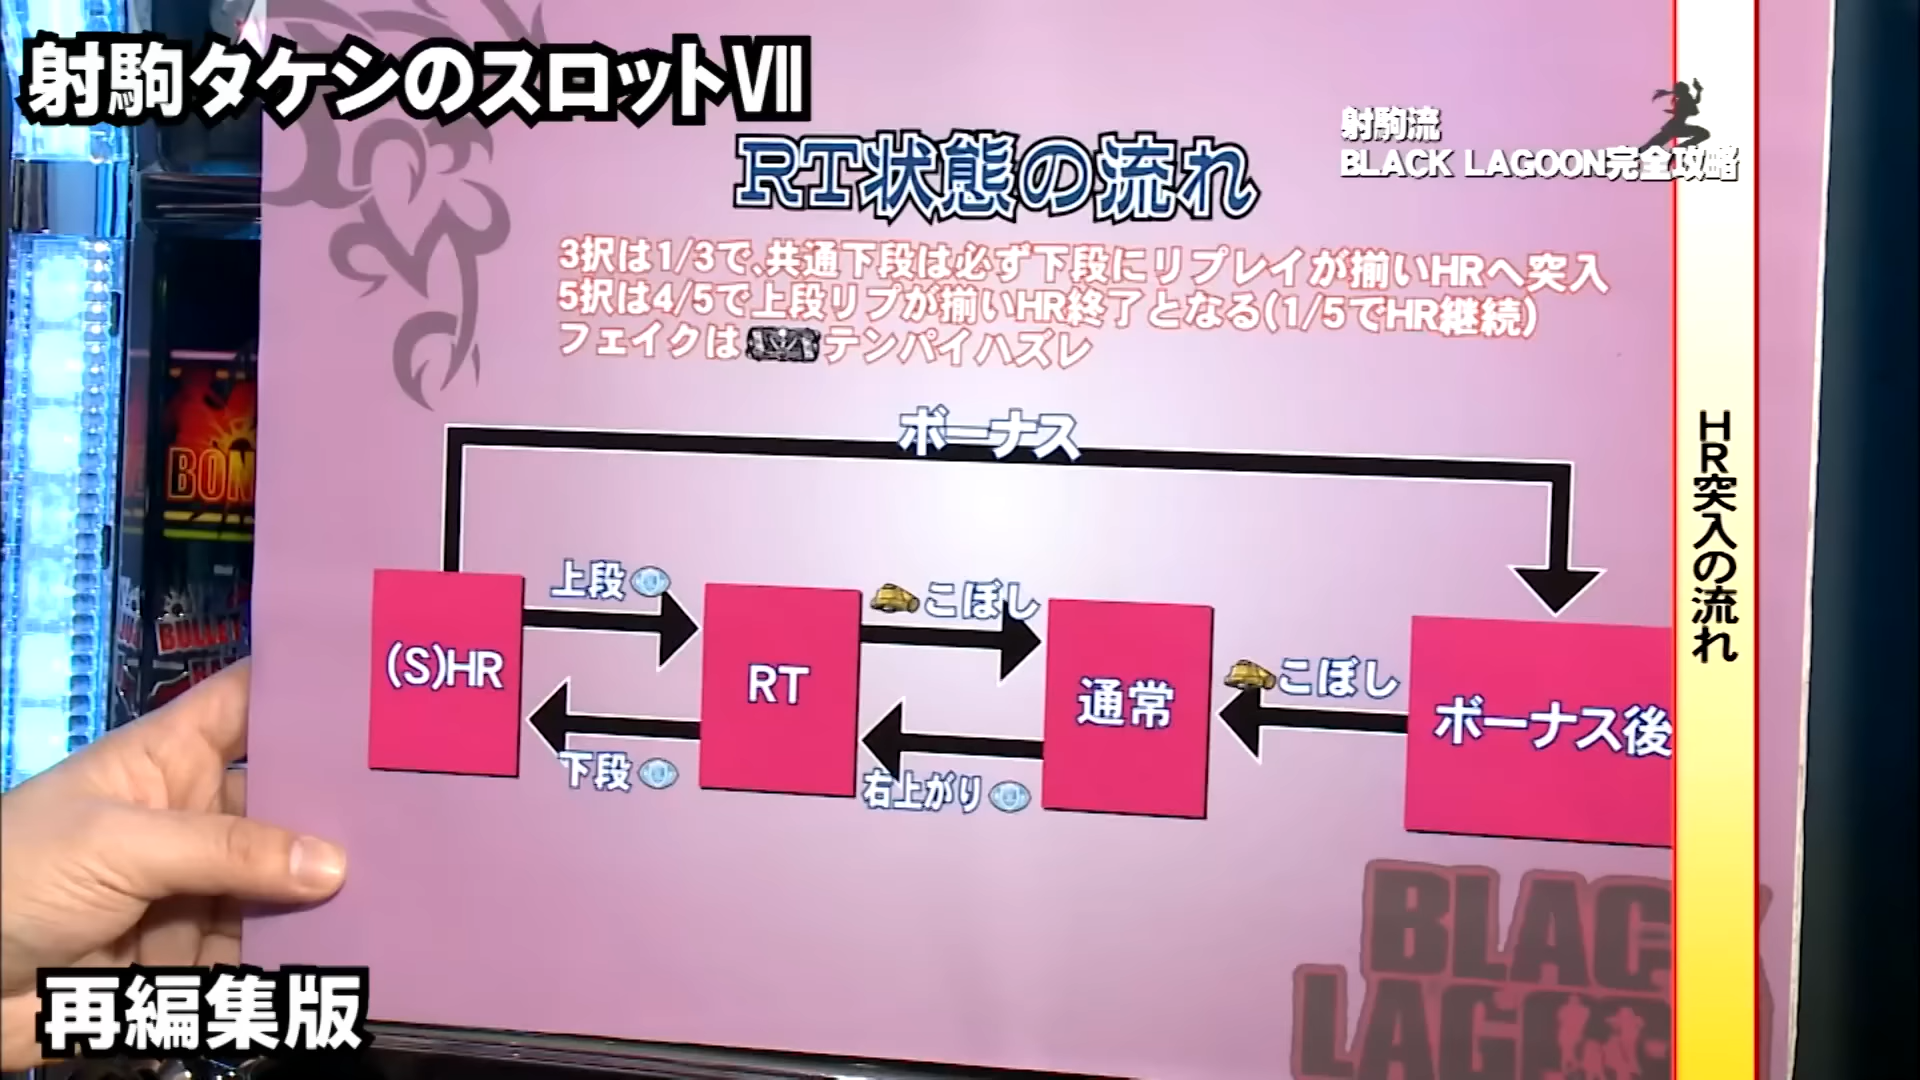 射駒タケシのスロットⅦ
射駒流
BLACK LAGOON完全攻略
RT状態の流れ
3択は1/3で、共通下段は必ず下段にリプレイが揃いHRへ突入
5択は4/5で上段リプが揃いHR終了となる(1/5でHR継続)
フェイクはテンパイハズレ
ボーナス
上段
こぼし
(S)HR
RT
通常
こぼし
ボーナス後
下段
右上がり
HR突入の流れ
BON
BULLET
BLAC
LAGOO
再編集版